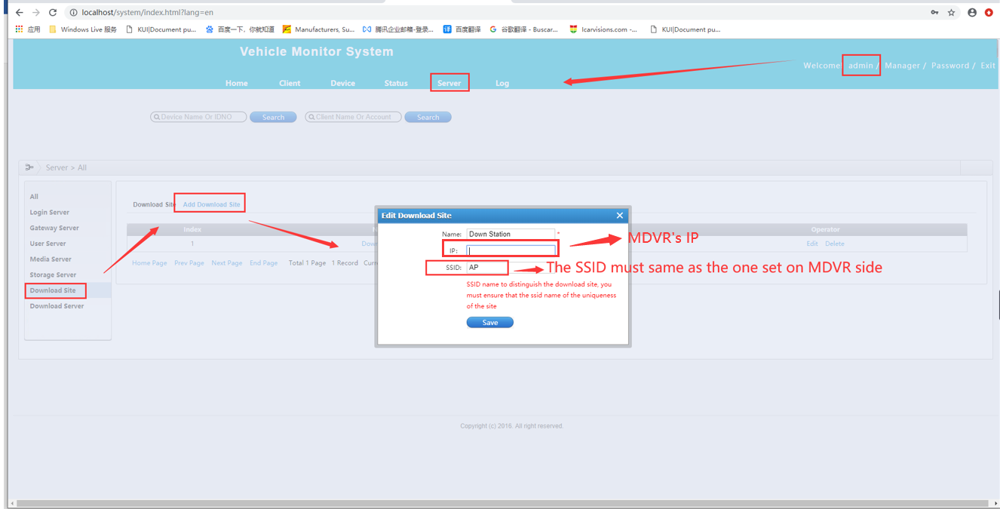 localhost/system/index.html?lang=en
应用 Windows Live 服务 KUI|Document pu... 百度一下，你就知道 Manufacturers, Su... 腾讯企业邮箱-登录... 译 百度翻译 谷歌翻译 - Buscar... Icarvisions.com -... KUI|Document pu...
Vehicle Monitor System
Welcome admin / Manager / Password / Exit
Home Client Device Status Server Log
Device Name Or IDNO Search Client Name Or Account Search
Server > All
All
Login Server
Gateway Server
User Server
Media Server
Storage Server
Download Site
Download Server
Download Site Add Download Site
Index Operator
1 Down Edit Delete
Home Page Prev Page Next Page End Page Total 1 Page 1 Record Curr
Edit Download Site
Name: Down Station *
IP:
MDVR's IP
SSID: AP
The SSID must same as the one set on MDVR side
SSID name to distinguish the download site, you
must ensure that the ssid name of the uniqueness
of the site
Save
Copyright (c) 2016. All right reserved.